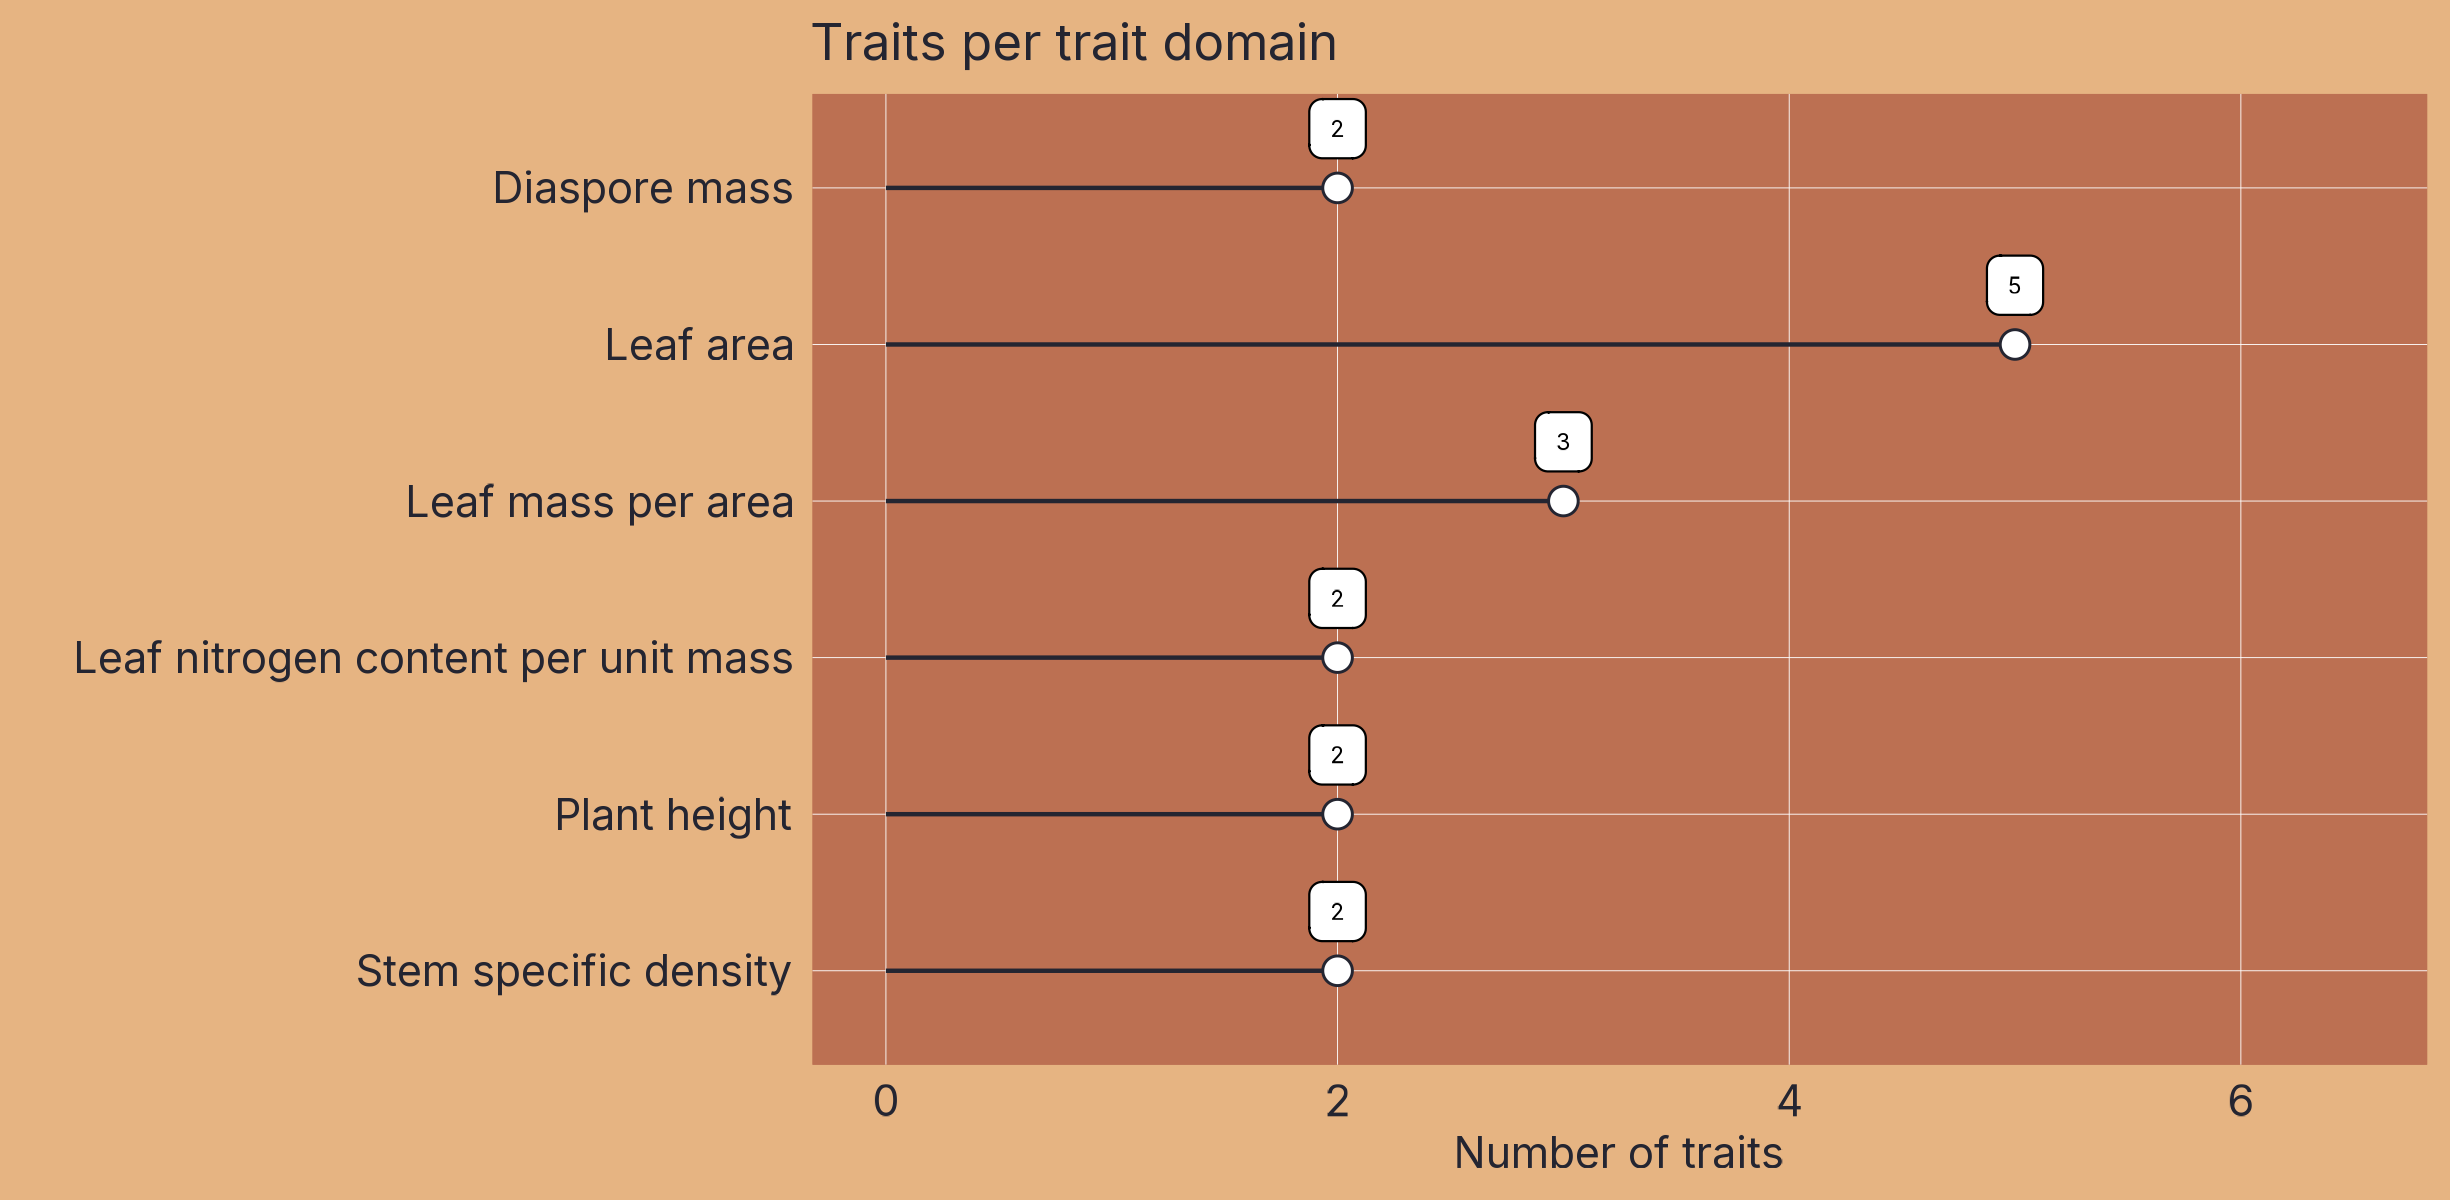 Traits per trait domain
2
Diaspore mass
5
Leaf area
3
Leaf mass per area
2
Leaf nitrogen content per unit mass
2
Plant height
2
Stem specific density
0 2 4 6
Number of traits